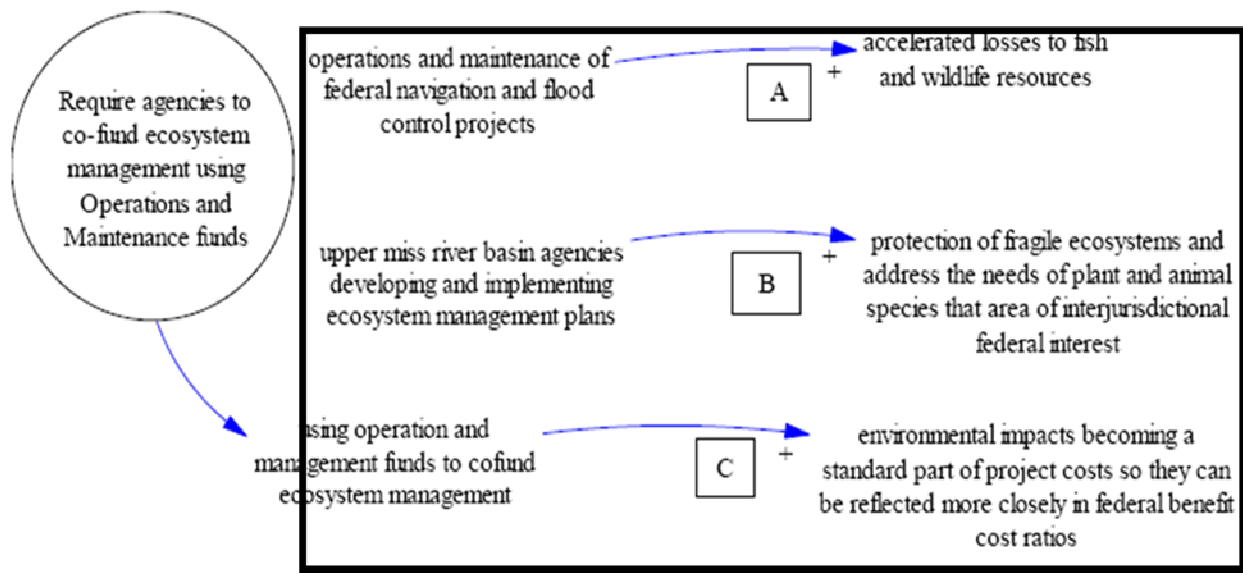 Require agencies to
co-fund ecosystem
management using
Operations and
Maintenance funds
operations and maintenance of
federal navigation and flood
control projects
A
+
accelerated losses to fish
and wildlife resources
upper miss river basin agencies
developing and implementing
ecosystem management plans
B
+
protection of fragile ecosystems and
address the needs of plant and animal
species that area of interjurisdictional
federal interest
using operation and
management funds to cofund
ecosystem management
C
+
environmental impacts becoming a
standard part of project costs so they can
be reflected more closely in federal benefit
cost ratios